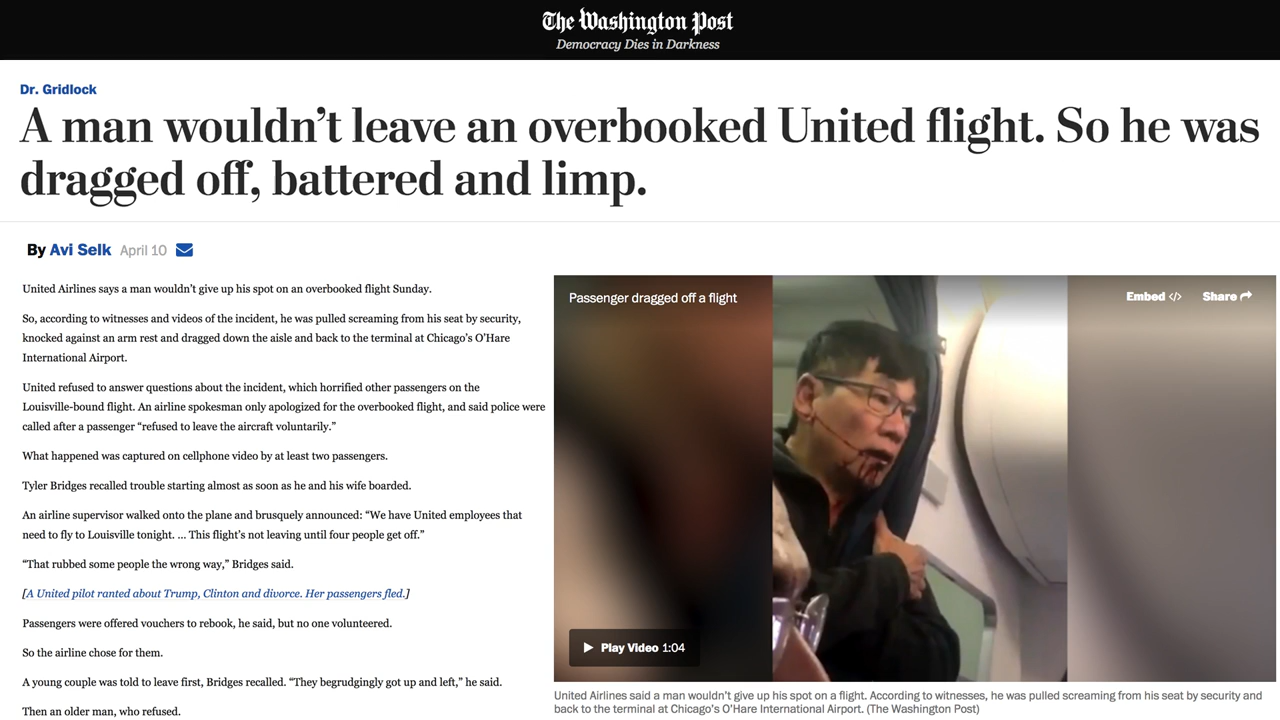 The Washington Post
Democracy Dies in Darkness
Dr. Gridlock
A man wouldn’t leave an overbooked United flight. So he was
dragged off, battered and limp.
By Avi Selk April 10
United Airlines says a man wouldn’t give up his spot on an overbooked flight Sunday.
So, according to witnesses and videos of the incident, he was pulled screaming from his seat by security,
knocked against an arm rest and dragged down the aisle and back to the terminal at Chicago’s O’Hare
International Airport.
United refused to answer questions about the incident, which horrified other passengers on the
Louisville-bound flight. An airline spokesman only apologized for the overbooked flight, and said police were
called after a passenger “refused to leave the aircraft voluntarily.”
What happened was captured on cellphone video by at least two passengers.
Tyler Bridges recalled trouble starting almost as soon as he and his wife boarded.
An airline supervisor walked onto the plane and brusquely announced: “We have United employees that
need to fly to Louisville tonight. ... This flight’s not leaving until four people get off.”
“That rubbed some people the wrong way,” Bridges said.
[A United pilot ranted about Trump, Clinton and divorce. Her passengers fled.]
Passengers were offered vouchers to rebook, he said, but no one volunteered.
So the airline chose for them.
A young couple was told to leave first, Bridges recalled. “They begrudgingly got up and left,” he said.
Then an older man, who refused.
Passenger dragged off a flight
Embed </> Share
Play Video 1:04
United Airlines said a man wouldn’t give up his spot on a flight. According to witnesses, he was pulled screaming from his seat by security and
back to the terminal at Chicago’s O’Hare International Airport. (The Washington Post)